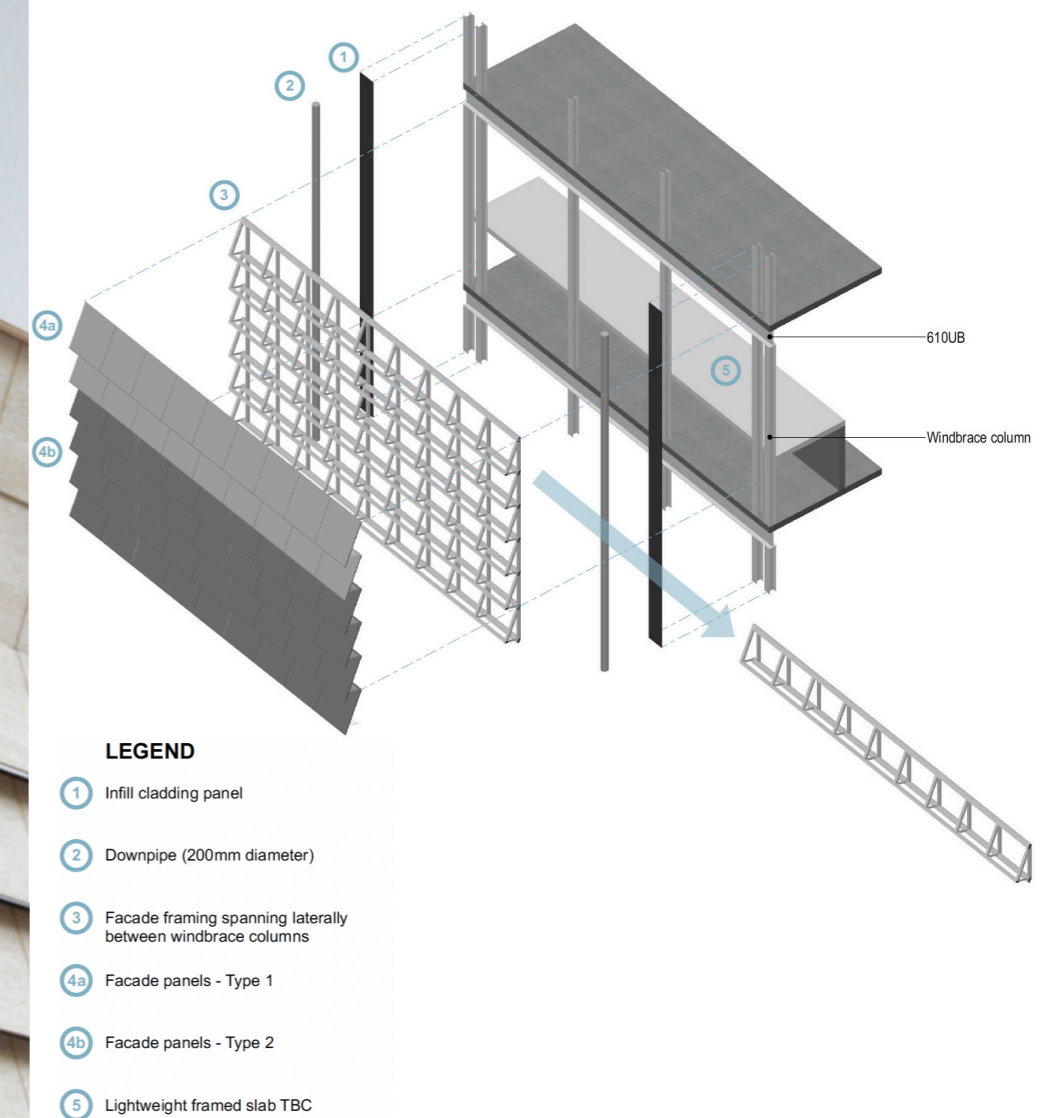 1
2
3
4a
4b
5
610UB
Windbrace column
LEGEND
1 Infill cladding panel
2 Downpipe (200mm diameter)
3 Facade framing spanning laterally
between windbrace columns
4a Facade panels - Type 1
4b Facade panels - Type 2
5 Lightweight framed slab TBC